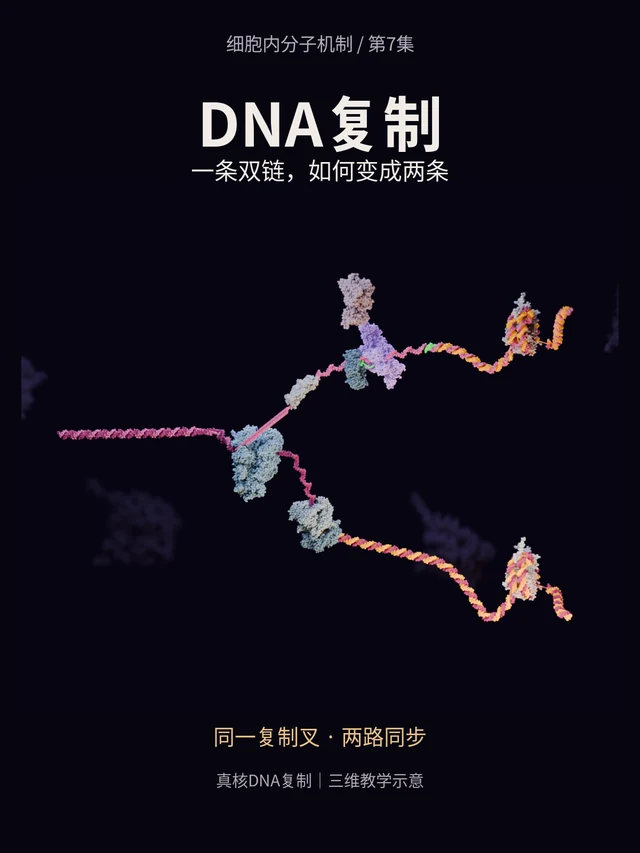 细胞内分子机制 / 第7集
DNA复制
一条双链，如何变成两条
同一复制叉 · 两路同步
真核DNA复制｜三维教学示意